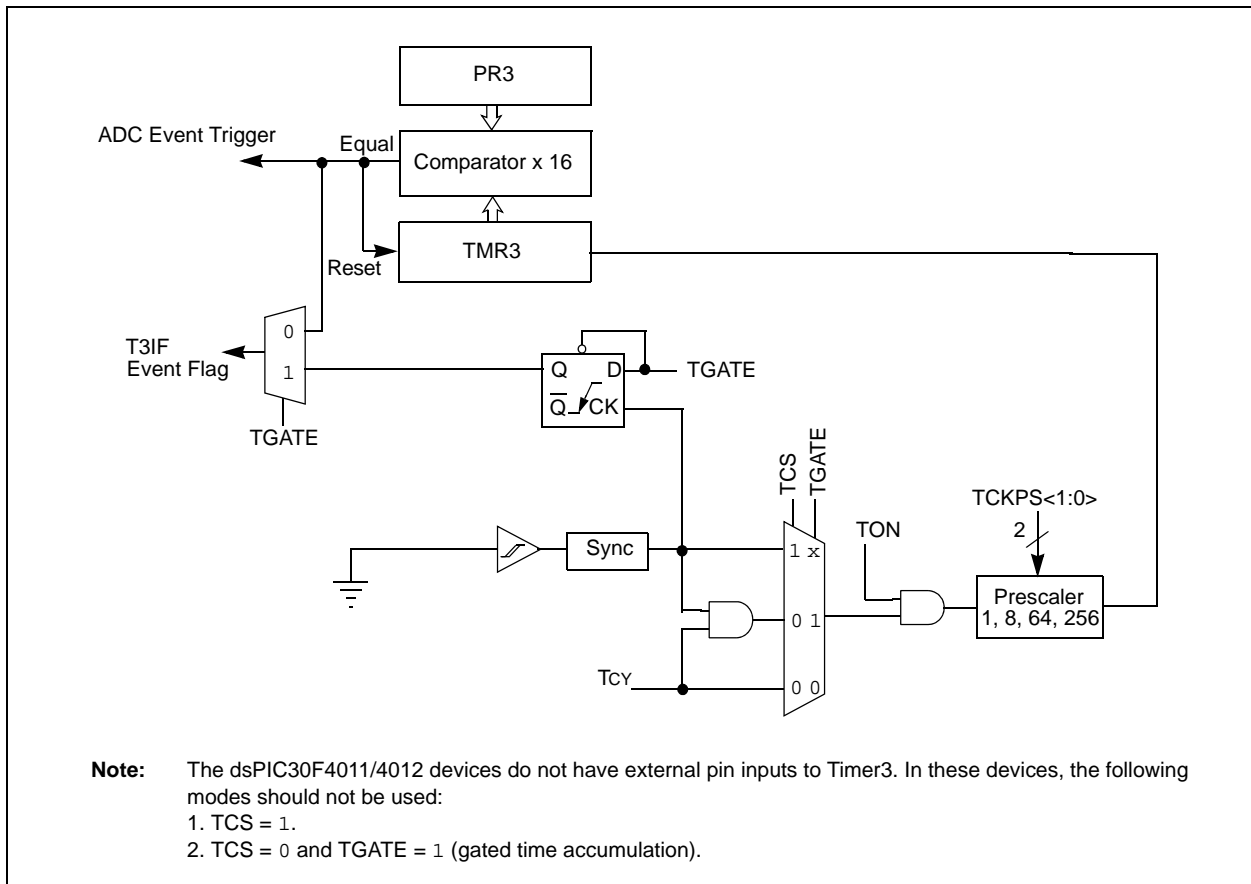 PR3
ADC Event Trigger
Equal
Comparator x 16
TMR3
Reset
0
T3IF
Event Flag
1
Q
D
TGATE
Q
CK
TGATE
TCS
TGATE
TCKPS<1:0>
2
TON
Sync
1 x
Prescaler
1, 8, 64, 256
0 1
TCY
0 0
Note: The dsPIC30F4011/4012 devices do not have external pin inputs to Timer3. In these devices, the following
modes should not be used:
1. TCS = 1.
2. TCS = 0 and TGATE = 1 (gated time accumulation).